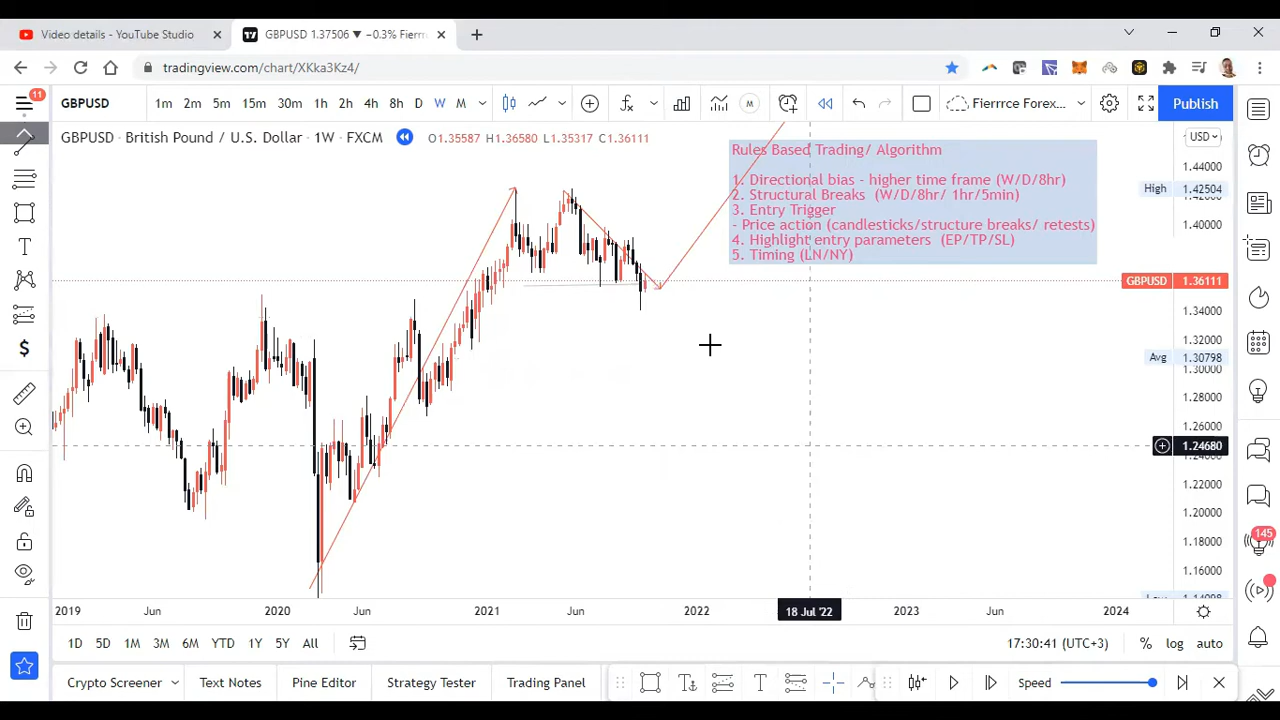 Video details - YouTube Studio
GBPUSD 1.37506 ▼ −0.3% Fierr
tradingview.com/chart/XKka3Kz4/
11
GBPUSD
1m 2m 5m 15m 30m 1h 2h 4h 8h D W M
M
Fierrrce Forex...
Publish
GBPUSD · British Pound / U.S. Dollar · 1W · FXCM
O1.35587 H1.36580 L1.35317 C1.36111
USD
Rules Based Trading/ Algorithm
1. Directional bias - higher time frame (W/D/8hr)
2. Structural Breaks (W/D/8hr/ 1hr/5min)
3. Entry Trigger
- Price action (candlesticks/structure breaks/ retests)
4. Highlight entry parameters (EP/TP/SL)
5. Timing (LN/NY)
1.44000
High 1.42504
1.40000
GBPUSD 1.36111
1.34000
Avg 1.30798
1.30000
1.28000
1.26000
1.24680
1.22000
1.20000
1.18000
1.16000
145
2019 Jun 2020 Jun 2021 Jun 2022 18 Jul '22 2023 Jun 2024
1D 5D 1M 3M 6M YTD 1Y 5Y All
17:30:41 (UTC+3)
% log auto
Crypto Screener
Text Notes
Pine Editor
Strategy Tester
Trading Panel
Speed